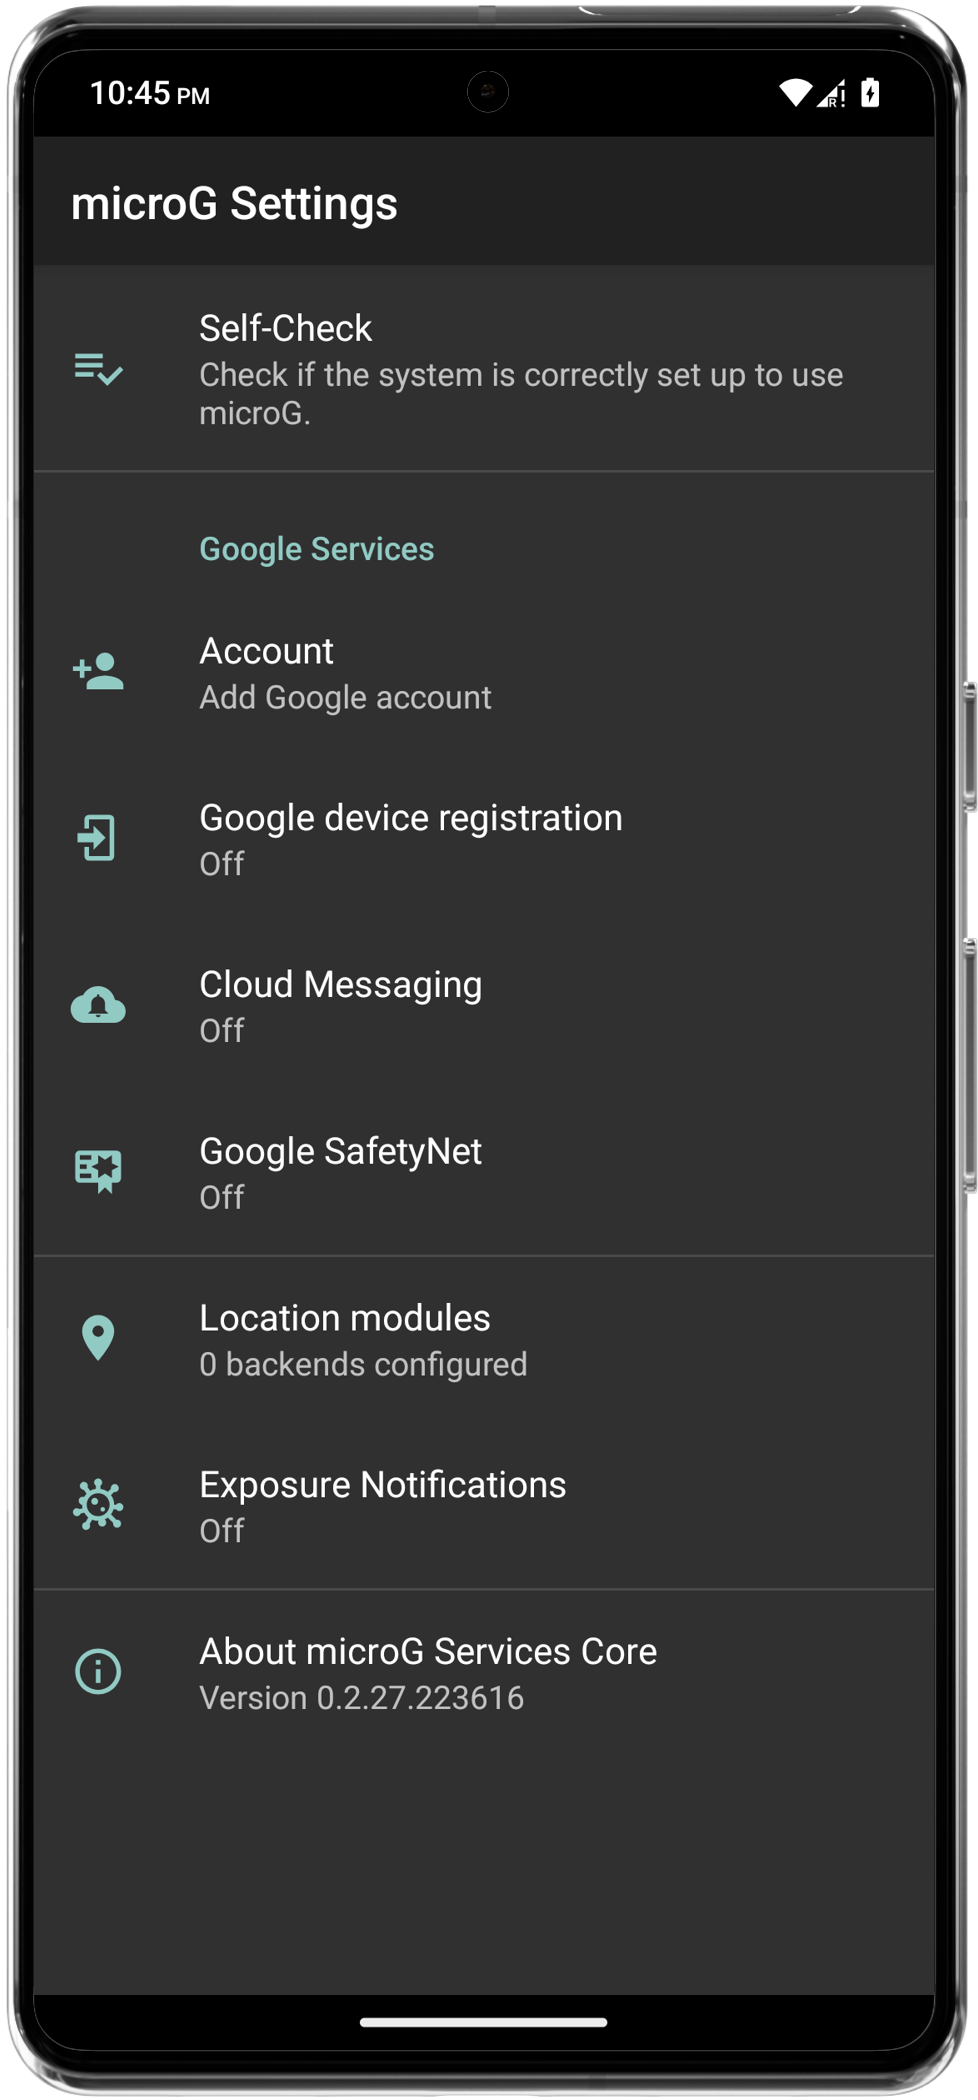 10:45 PM
R
microG Settings
Self-Check
Check if the system is correctly set up to use
microG.
Google Services
Account
Add Google account
Google device registration
Off
Cloud Messaging
Off
Google SafetyNet
Off
Location modules
0 backends configured
Exposure Notifications
Off
About microG Services Core
Version 0.2.27.223616